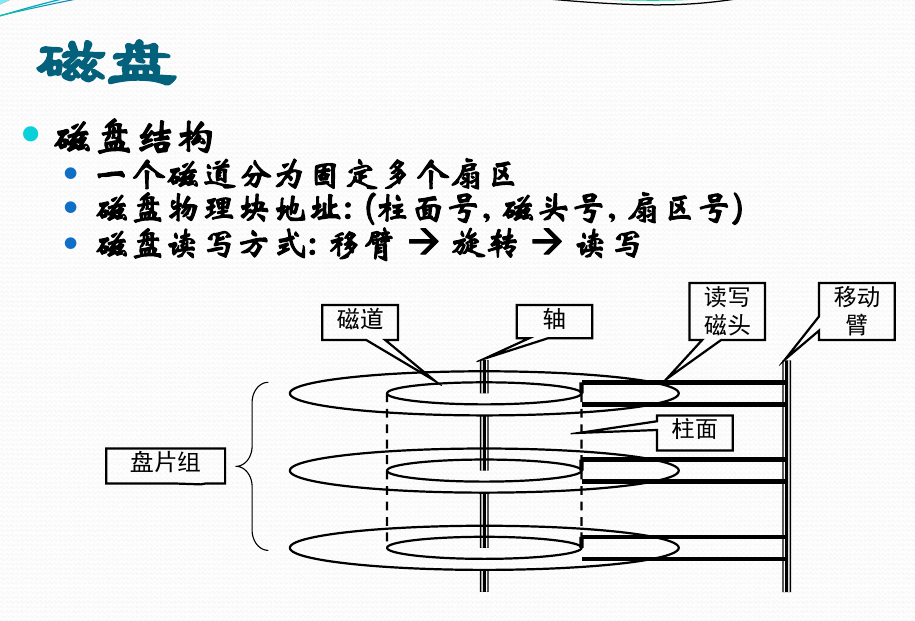 磁盘
磁盘结构
一个磁道分为固定多个扇区
磁盘物理块地址: (柱面号, 磁头号, 扇区号)
磁盘读写方式: 移臂 → 旋转 → 读写
读写
磁头
移动
臂
磁道
轴
柱面
盘片组